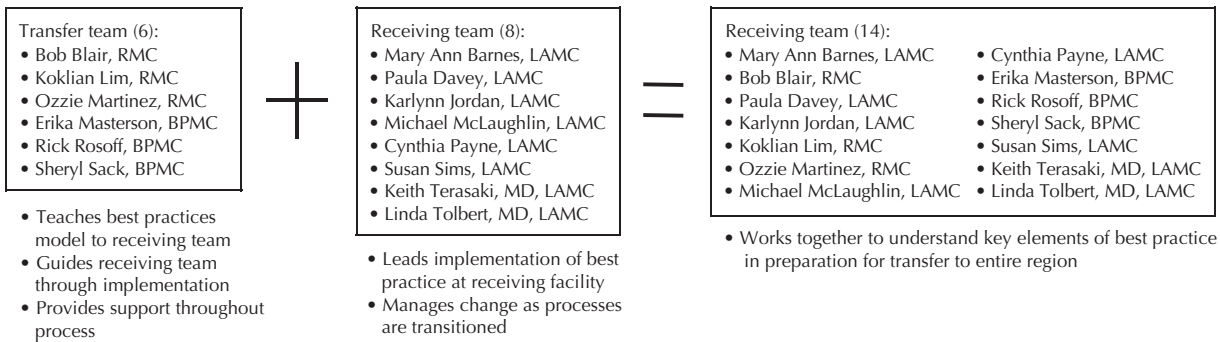 Transfer team (6):
• Bob Blair, RMC
• Koklian Lim, RMC
• Ozzie Martinez, RMC
• Erika Masterson, BPMC
• Rick Rosoff, BPMC
• Sheryl Sack, BPMC
• Teaches best practices
model to receiving team
• Guides receiving team
through implementation
• Provides support throughout
process
+
Receiving team (8):
• Mary Ann Barnes, LAMC
• Paula Davey, LAMC
• Karlynn Jordan, LAMC
• Michael McLaughlin, LAMC
• Cynthia Payne, LAMC
• Susan Sims, LAMC
• Keith Terasaki, MD, LAMC
• Linda Tolbert, MD, LAMC
• Leads implementation of best
practice at receiving facility
• Manages change as processes
are transitioned
=
Receiving team (14):
• Mary Ann Barnes, LAMC
• Bob Blair, RMC
• Paula Davey, LAMC
• Karlynn Jordan, LAMC
• Koklian Lim, RMC
• Ozzie Martinez, RMC
• Michael McLaughlin, LAMC
• Cynthia Payne, LAMC
• Erika Masterson, BPMC
• Rick Rosoff, BPMC
• Sheryl Sack, BPMC
• Susan Sims, LAMC
• Keith Terasaki, MD, LAMC
• Linda Tolbert, MD, LAMC
• Works together to understand key elements of best practice
in preparation for transfer to entire region